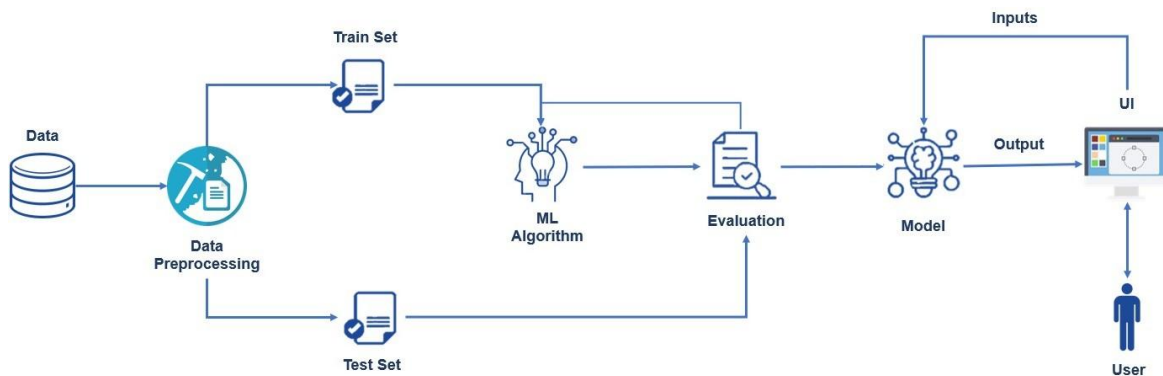 Inputs
Train Set
UI
Data
Output
ML
Algorithm
Evaluation
Model
Data
Preprocessing
Test Set
User